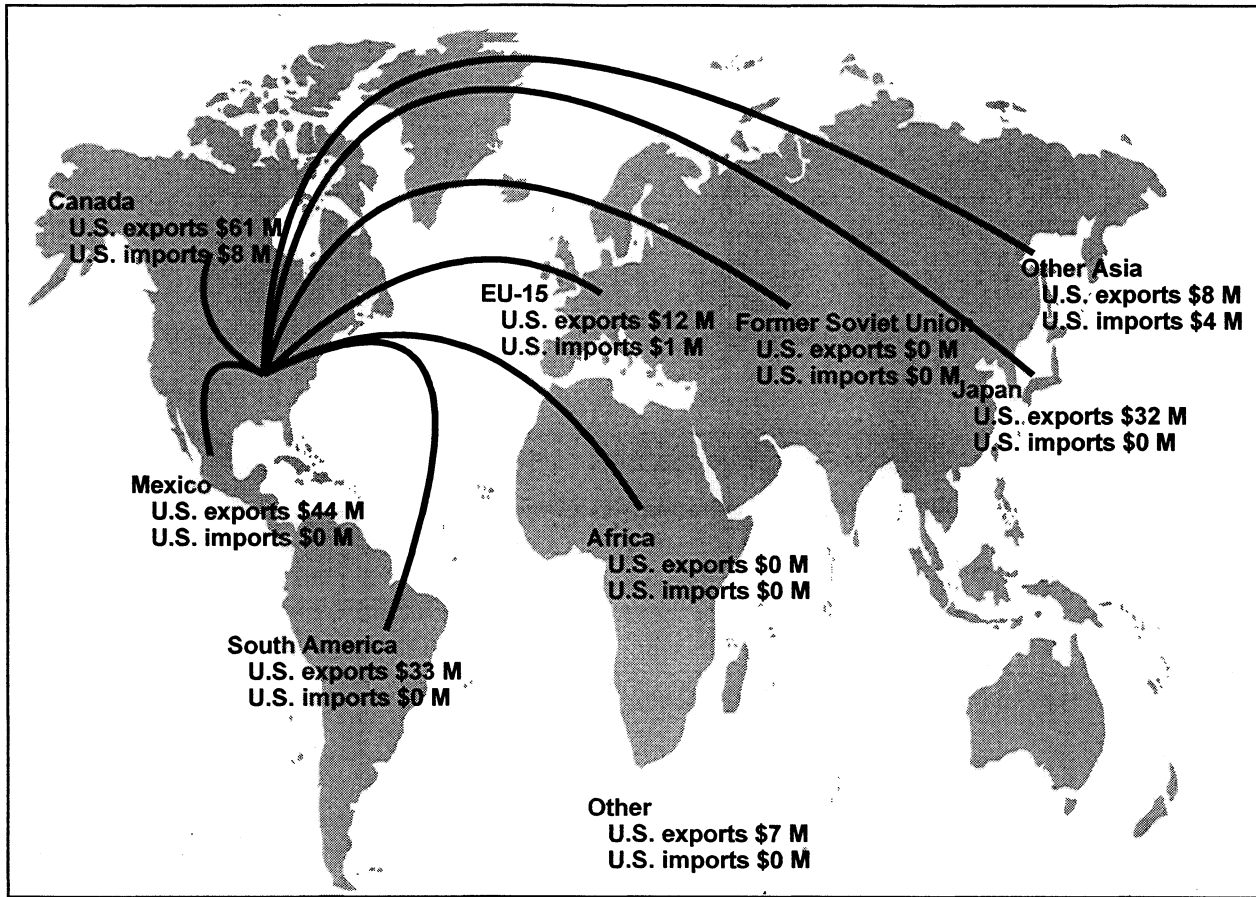 Canada
U.S. exports $61 M
U.S. imports $8 M
Other Asia
U.S. exports $8 M
U.S. imports $4 M
EU-15
U.S. exports $12 M
U.S. imports $1 M
Former Soviet Union
U.S. exports $0 M
U.S. imports $0 M
Japan
U.S. exports $32 M
U.S. imports $0 M
Mexico
U.S. exports $44 M
U.S. imports $0 M
Africa
U.S. exports $0 M
U.S. imports $0 M
South America
U.S. exports $33 M
U.S. imports $0 M
Other
U.S. exports $7 M
U.S. imports $0 M